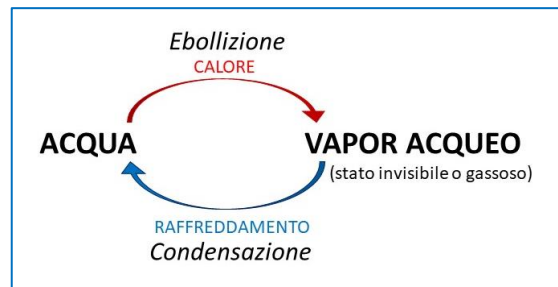 Ebollizione
CALORE
ACQUA
VAPOR ACQUEO
(stato invisibile o gassoso)
RAFFREDDAMENTO
Condensazione